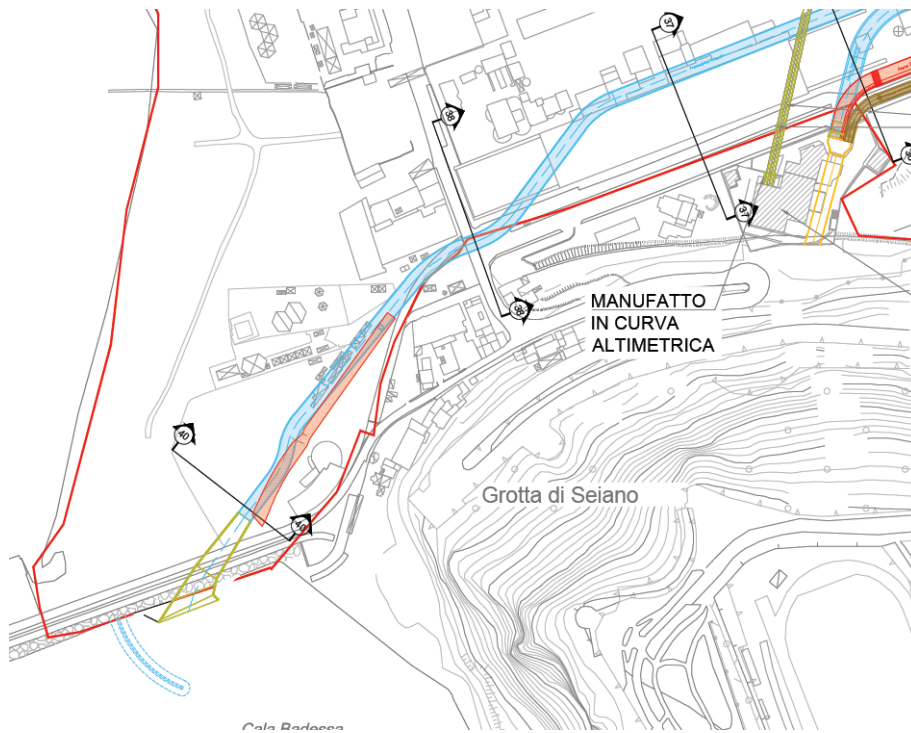 37
38
37
38
MANUFATTO
IN CURVA
ALTIMETRICA
40
Grotta di Seiano
40
Cala Badessa